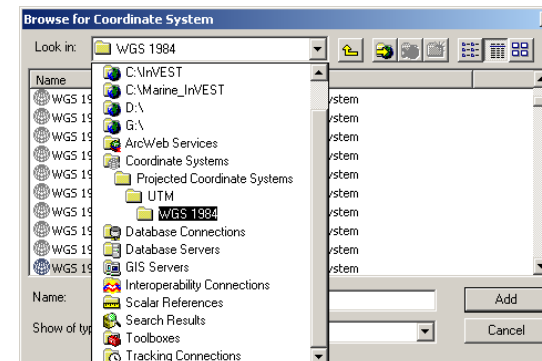 Browse for Coordinate System
Look in: WGS 1984
Name
C:\InVEST
C:\Marine_InVEST
D:\
G:\
ArcWeb Services
Coordinate Systems
Projected Coordinate Systems
UTM
WGS 1984
Database Connections
Database Servers
GIS Servers
Interoperability Connections
Scalar References
Search Results
Toolboxes
Tracking Connections
WGS 19 ystem
WGS 19 ystem
WGS 19 ystem
WGS 19 ystem
WGS 19 ystem
WGS 19 ystem
WGS 19 ystem
WGS 19 ystem
WGS 19 ystem
WGS 19 ystem
Name: Add
Show of typ Cancel